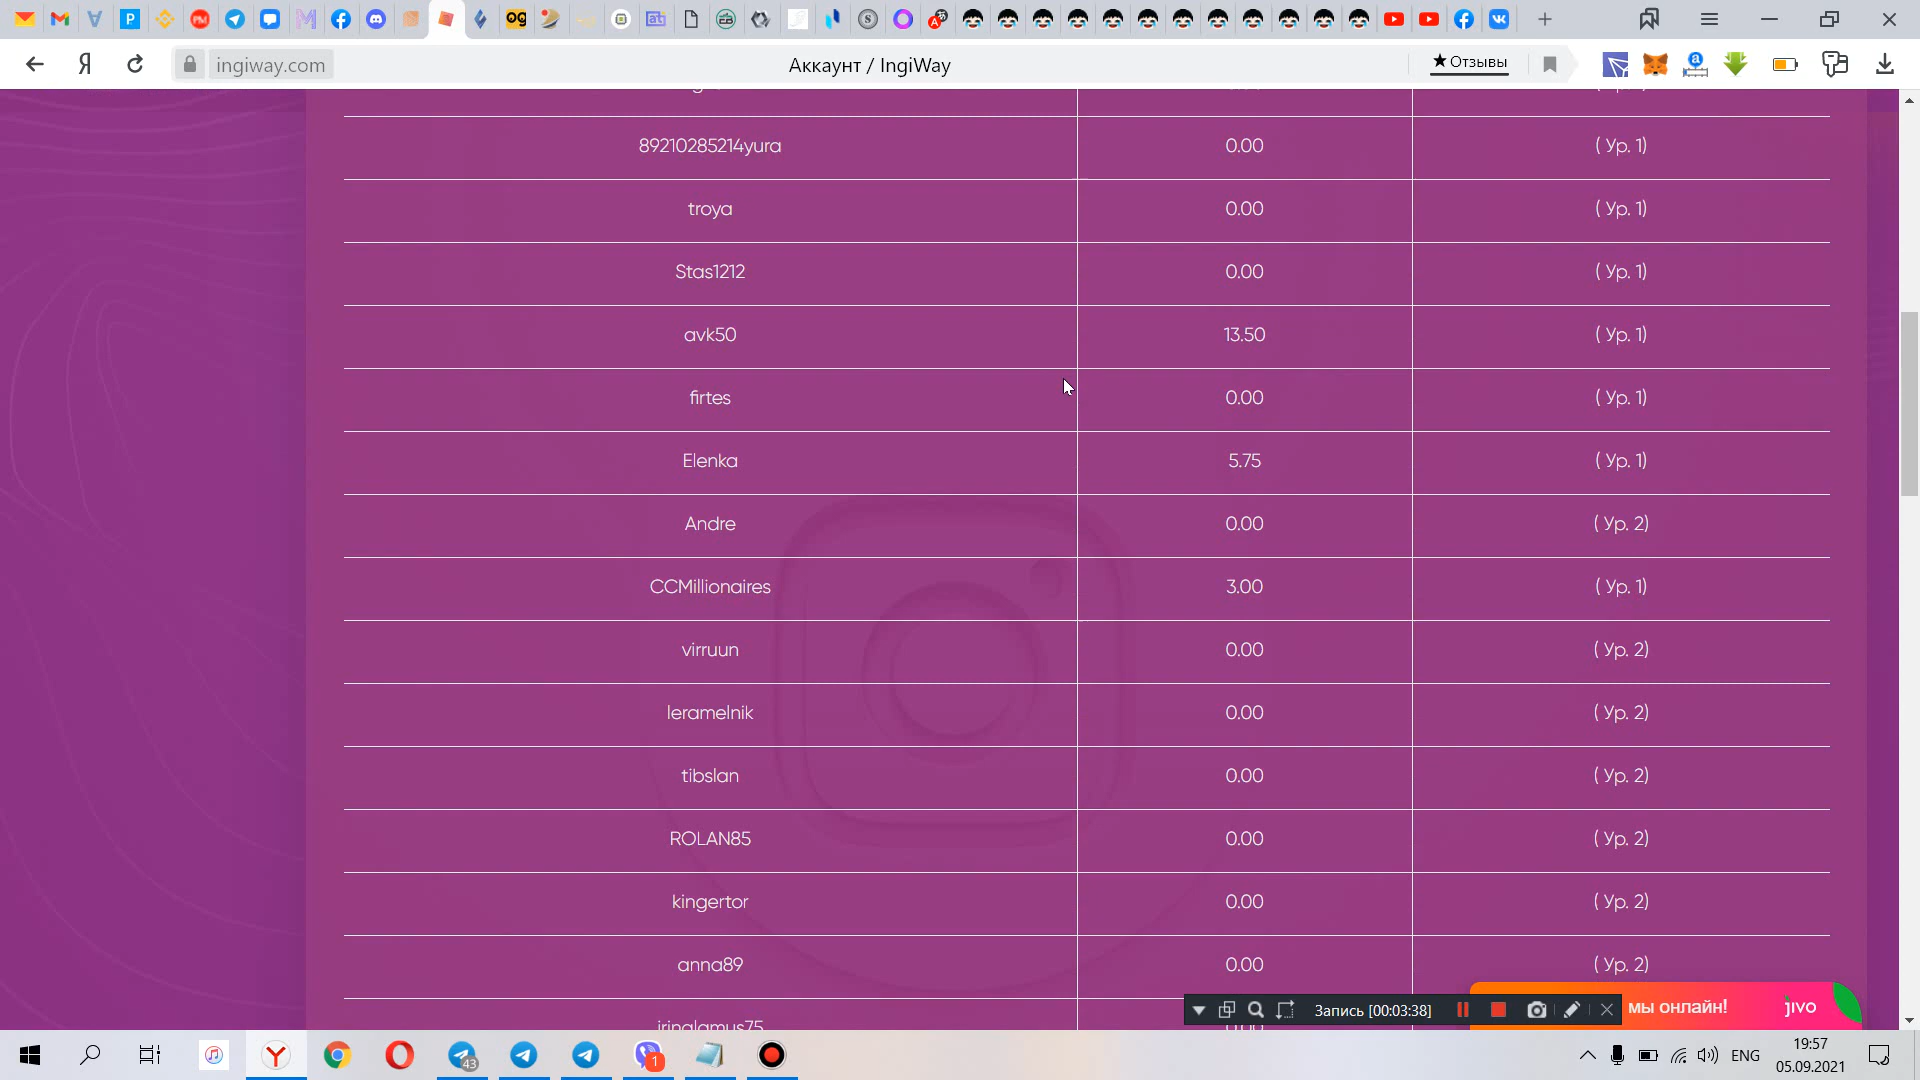 ingiway.com
Аккаунт / IngiWay
★Отзывы
89210285214yura 0.00 ( Ур. 1)
troya 0.00 ( Ур. 1)
Stas1212 0.00 ( Ур. 1)
avk50 13.50 ( Ур. 1)
firtes 0.00 ( Ур. 1)
Elenka 5.75 ( Ур. 1)
Andre 0.00 ( Ур. 2)
CCMillionaires 3.00 ( Ур. 1)
virruun 0.00 ( Ур. 2)
leramelnik 0.00 ( Ур. 2)
tibslan 0.00 ( Ур. 2)
ROLAN85 0.00 ( Ур. 2)
kingertor 0.00 ( Ур. 2)
anna89 0.00 ( Ур. 2)
Запись [00:03:38]
мы онлайн!
jivo
43
1
ENG
19:57
05.09.2021